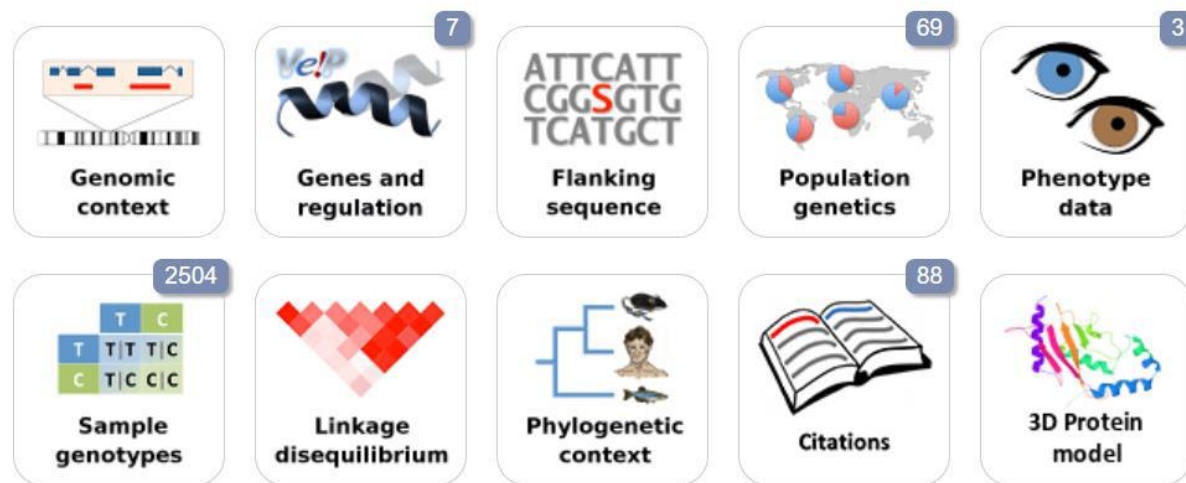 7
69
3
Ve!P
ATTCATT
CGGSGTG
TCATGCT
Genomic
context
Genes and
regulation
Flanking
sequence
Population
genetics
Phenotype
data
2504
88
T C
T T|T T|C
C T|C C|C
Sample
genotypes
Linkage
disequilibrium
Phylogenetic
context
Citations
3D Protein
model